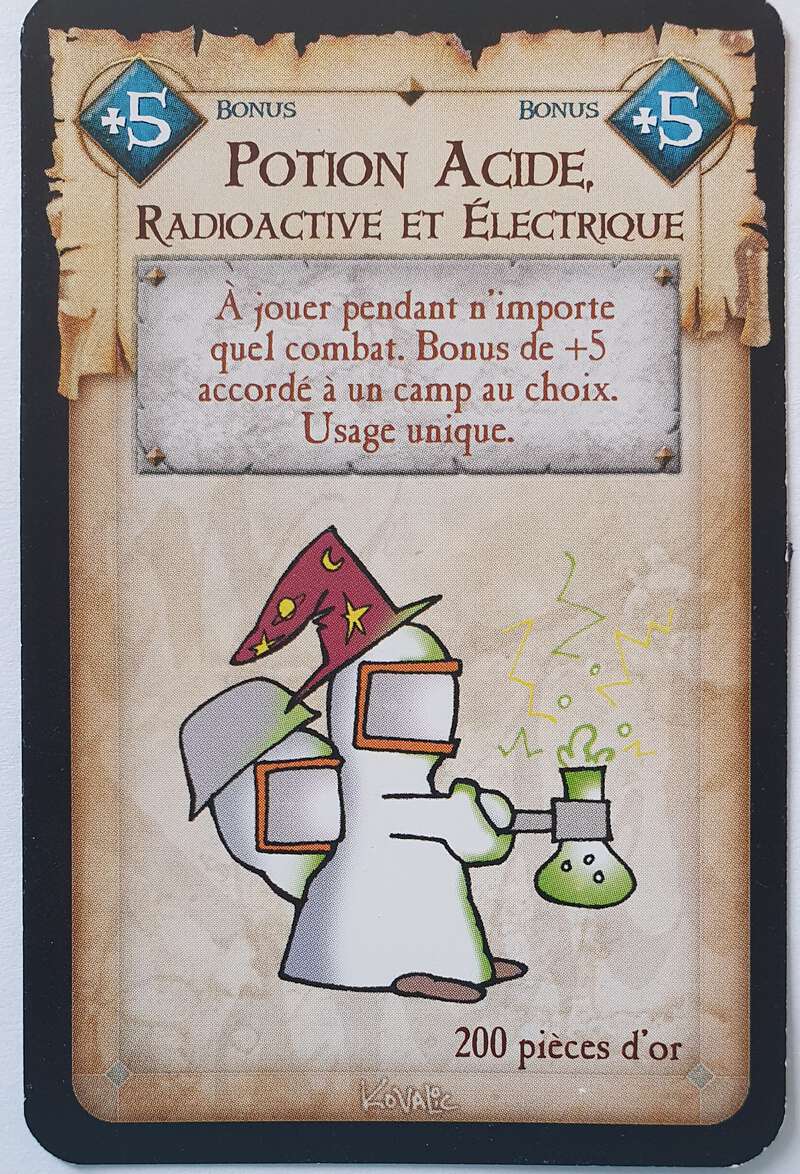 +5 BONUS BONUS +5
POTION ACIDE,
RADIOACTIVE ET ÉLECTRIQUE
À jouer pendant n'importe
quel combat. Bonus de +5
accordé à un camp au choix.
Usage unique.
200 pièces d'or
KOVALIC